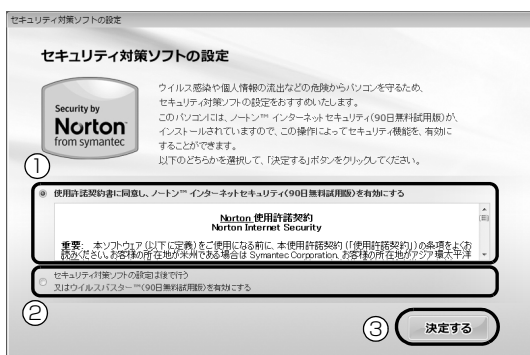 セキュリティ対策ソフトの設定
セキュリティ対策ソフトの設定
Security by
Norton
from symantec
ウイルス感染や個人情報の流出などの危険からパソコンを守るため、
セキュリティ対策ソフトの設定をおすすめいたします。
このパソコンには、ノートン™ インターネットセキュリティ(90日無料試用版)が、
インストールされていますので、この操作によってセキュリティ機能を、有効に
することができます。
以下のどちらかを選択して、「決定する」ボタンをクリックしてください。
①
使用許諾契約書に同意し、ノートン™ インターネットセキュリティ(90日無料試用版)を有効にする
Norton 使用許諾契約
Norton Internet Security
重要: 本ソフトウェア(以下に定義)をご使用になる前に、本使用許諾契約(「使用許諾契約」)の条項をよくお
読みください。お客様の所在地が米州である場合は Symantec Corporation、お客様の所在地がアジア環太平洋
セキュリティ対策ソフトの設定は後で行う
又はウイルスバスター™(90日無料試用版)を有効にする
②
③
決定する